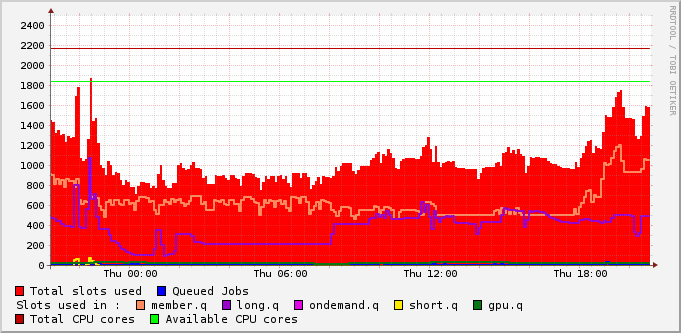 RRDTOOL / TOBI OETIKER
2400
2200
2000
1800
1600
1400
1200
1000
800
600
400
200
0
Thu 00:00 Thu 06:00 Thu 12:00 Thu 18:00
Total slots used Queued Jobs
Slots used in : member.q long.q ondemand.q short.q gpu.q
Total CPU cores Available CPU cores